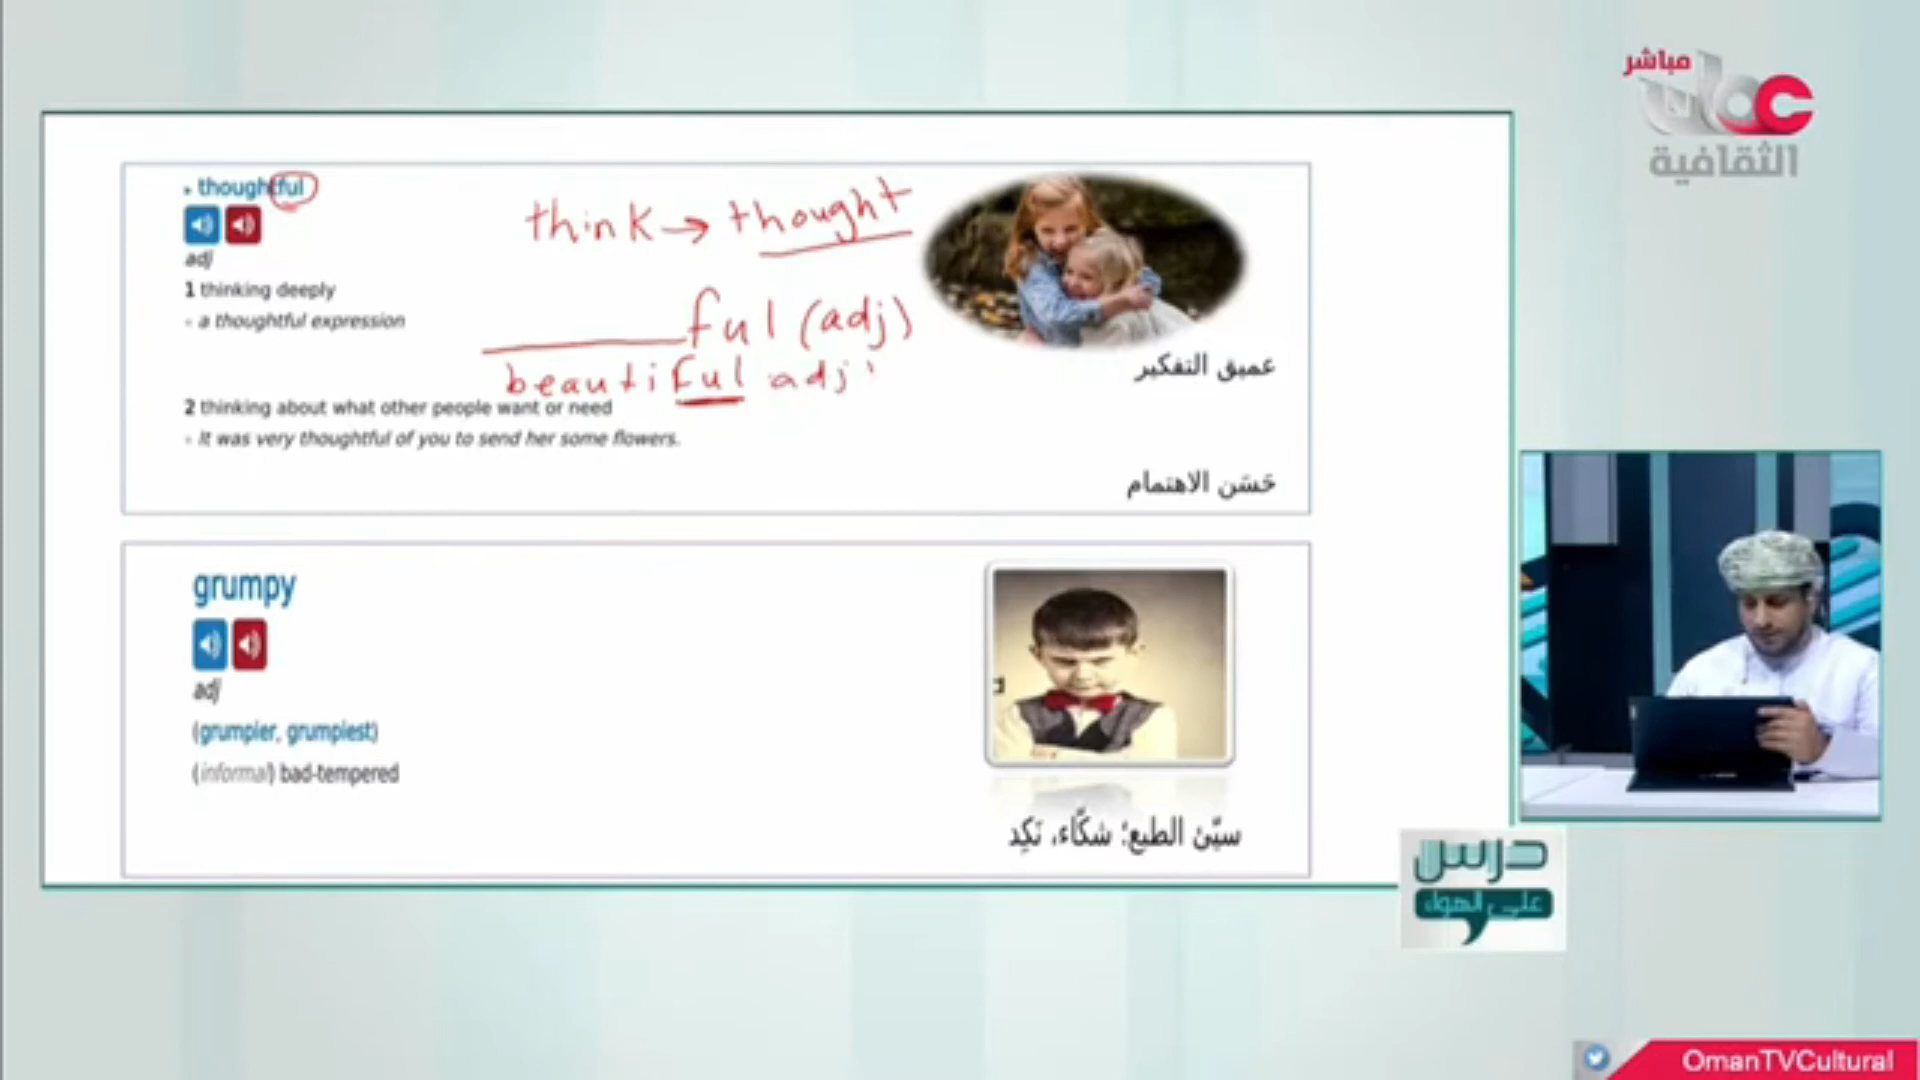 مباشر
الثقافية
thoughtful
adj
1 thinking deeply
a thoughtful expression
think → thought
ful (adj)
beautiful adj
عميق التفكير
2 thinking about what other people want or need
It was very thoughtful of you to send her some flowers.
حَسَن الاهتمام
grumpy
adj
(grumpier, grumpiest)
(informal) bad-tempered
سيّئ الطبع؛ شكّاء، نَكِد
درس
على الهواء
OmanTVCultural